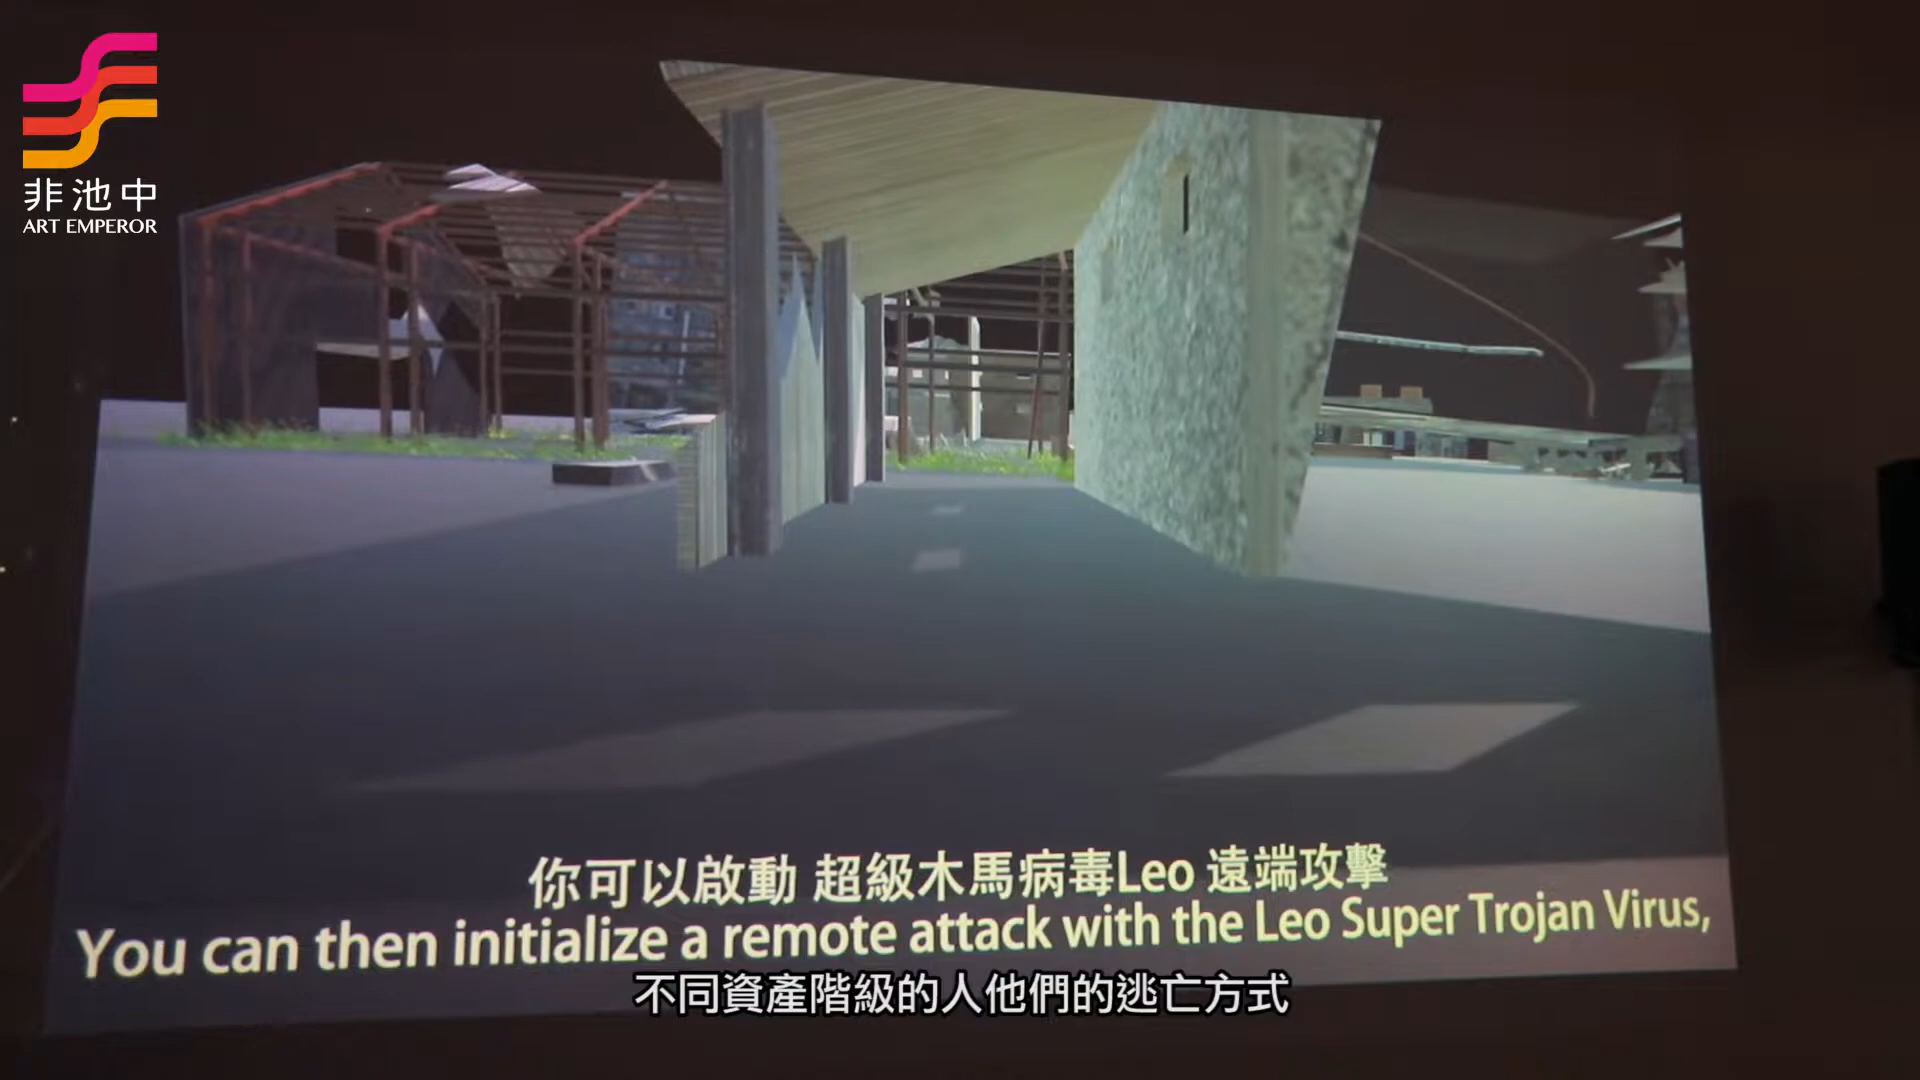 非池中
ART EMPEROR
你可以啟動 超級木馬病毒Leo 遠端攻擊
You can then initialize a remote attack with the Leo Super Trojan Virus,
不同資產階級的人他們的逃亡方式